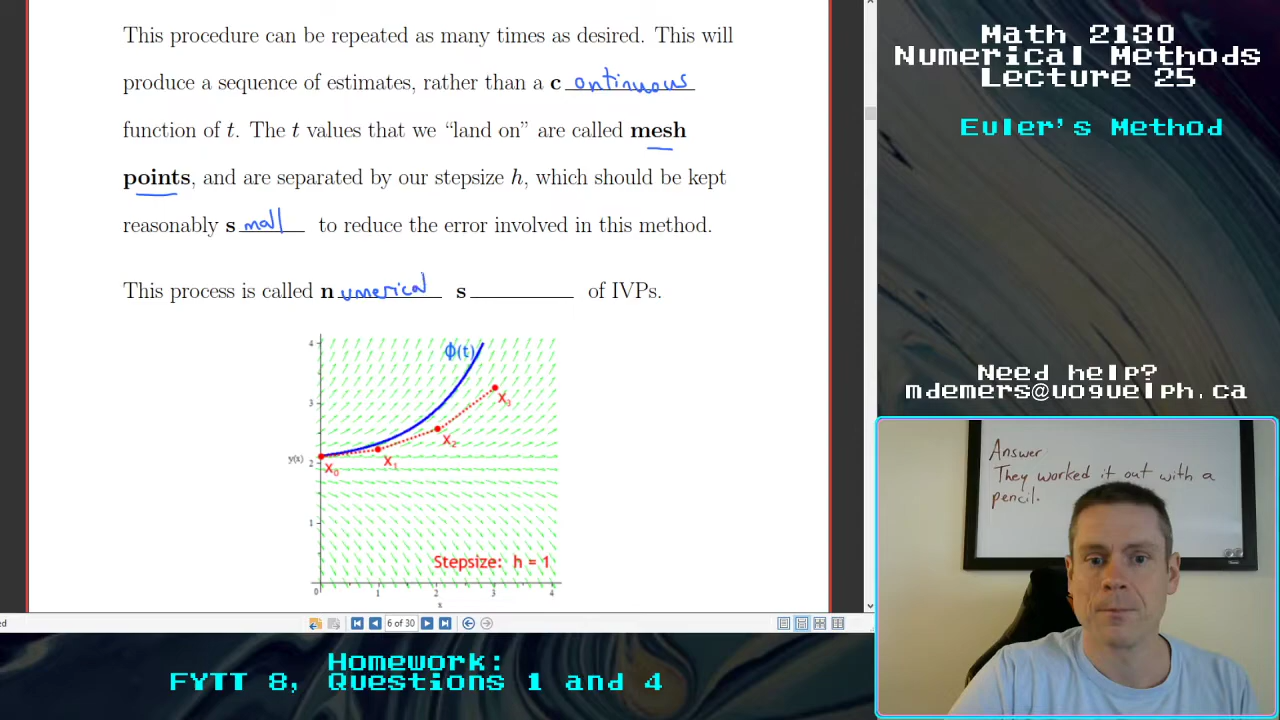 This procedure can be repeated as many times as desired. This will
produce a sequence of estimates, rather than a continuous
function of t. The t values that we “land on” are called mesh
points, and are separated by our stepsize h, which should be kept
reasonably small to reduce the error involved in this method.
This process is called numerical s__________ of IVPs.
4
ϕ(t)
3
X3
X2
y(x)
2
X0
X1
1
Stepsize: h = 1
0
1
2
3
4
x
ed
6 of 30
Homework:
FYTT 8, Questions 1 and 4
Math 2130
Numerical Methods
Lecture 25
Euler's Method
Need help?
mdemers@uoguelph.ca
Answer
They worked it out with a
pencil.